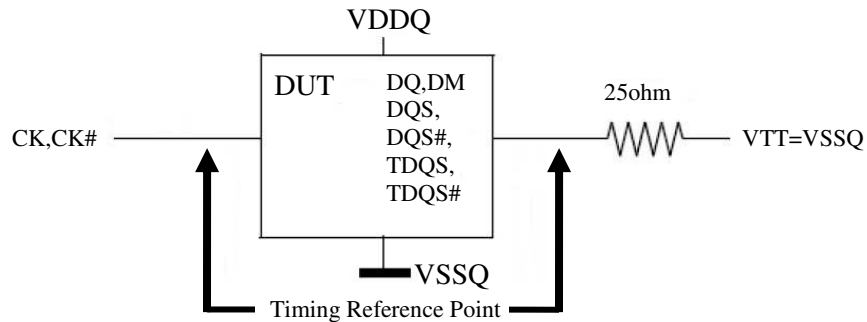 VDDQ
DUT
DQ,DM
DQS,
DQS#,
TDQS,
TDQS#
25ohm
CK,CK#
VTT=VSSQ
VSSQ
Timing Reference Point